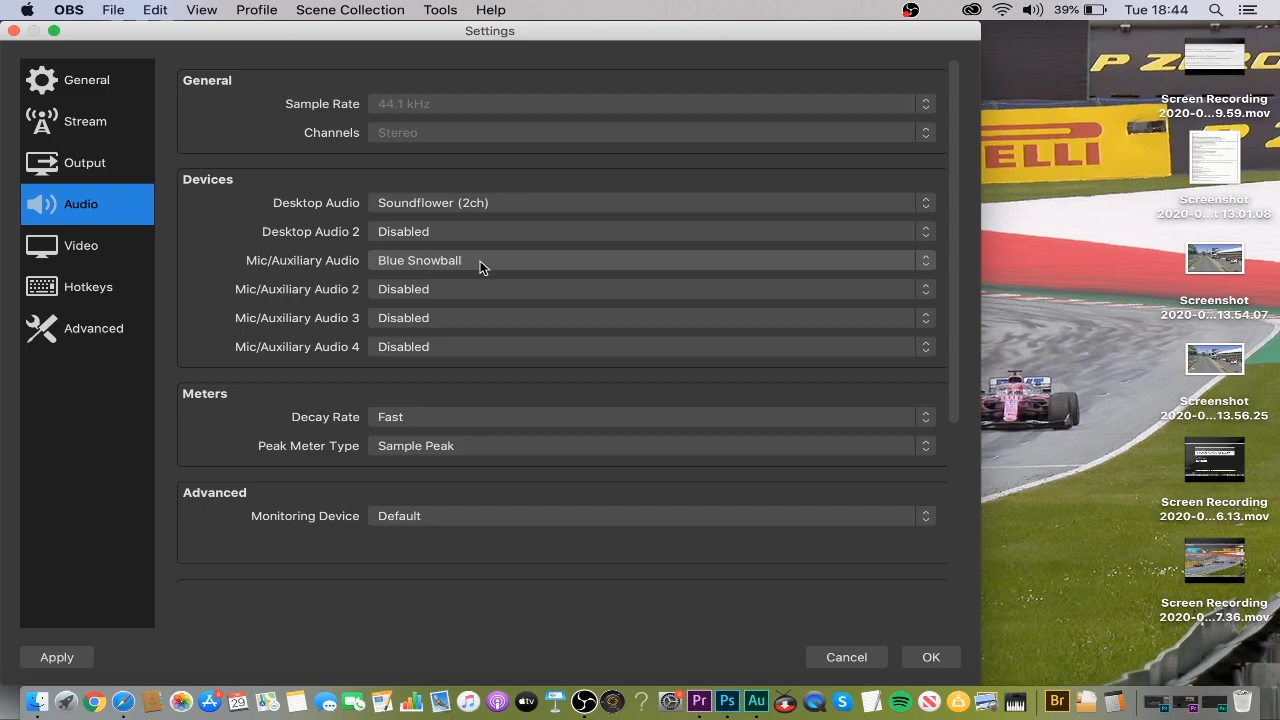 OBS File Edit View Profile Scene Collection Tools Help 39% Tue 18:44
Settings
General
Stream
Output
Audio
Video
Hotkeys
Advanced
General
Sample Rate
Channels Stereo
Devices
Desktop Audio Soundflower (2ch)
Desktop Audio 2 Disabled
Mic/Auxiliary Audio Blue Snowball
Mic/Auxiliary Audio 2 Disabled
Mic/Auxiliary Audio 3 Disabled
Mic/Auxiliary Audio 4 Disabled
Meters
Decay Rate Fast
Peak Meter Type Sample Peak
Advanced
Monitoring Device Default
Apply Cancel OK
P ZERO
ELLI
Screen Recording
2020-0...9.59.mov
Screenshot
2020-0...t 13.01.08
Screenshot
2020-0...13.54.07
Screenshot
2020-0...13.56.25
Screen Recording
2020-0...6.13.mov
Screen Recording
2020-0...7.36.mov
Pr Ps Au Br